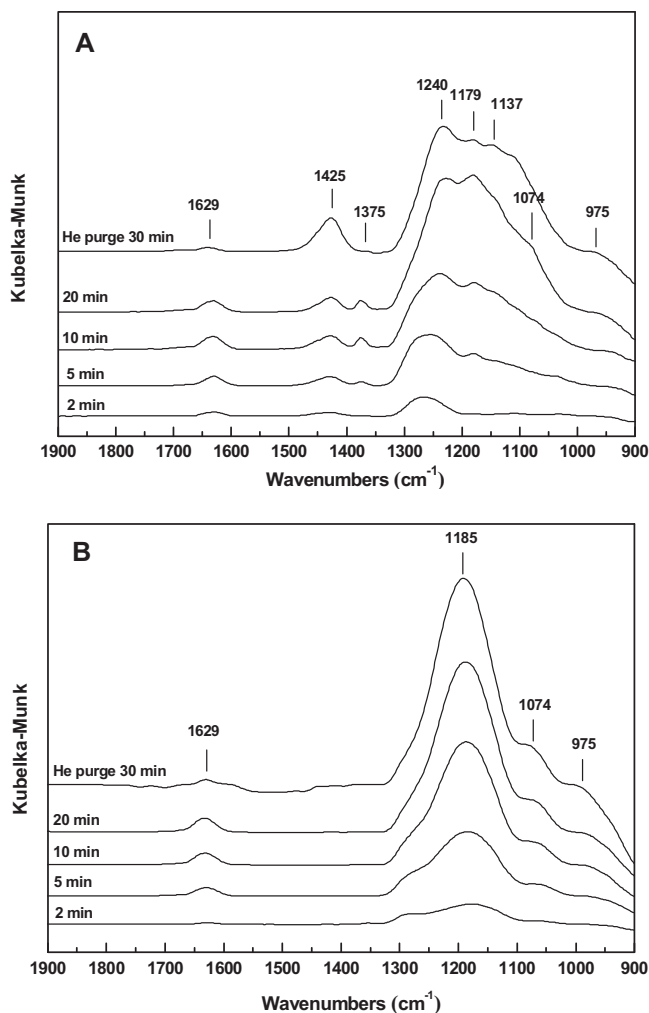 A
1240
1179
1137
1425
1629
1375
1074
975
He purge 30 min
20 min
10 min
5 min
2 min
Kubelka-Munk
1900 1800 1700 1600 1500 1400 1300 1200 1100 1000 900
Wavenumbers (cm-1)
B
1185
1074
1629
975
He purge 30 min
20 min
10 min
5 min
2 min
Kubelka-Munk
1900 1800 1700 1600 1500 1400 1300 1200 1100 1000 900
Wavenumbers (cm-1)